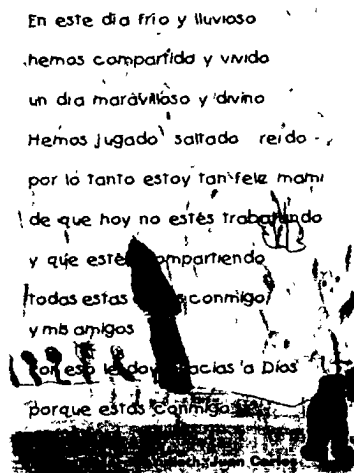 En este dia frio y lluvioso
hemos compartido y vivido
un dia maravilloso y divino
Hemos jugado saltado reido
por lo tanto estoy tan feliz mami
de que hoy no estés trabajando
y que estés compartiendo
todas estas conmigo
y mis amigos
Por eso le doy gracias a Dios
porque estas conmigo